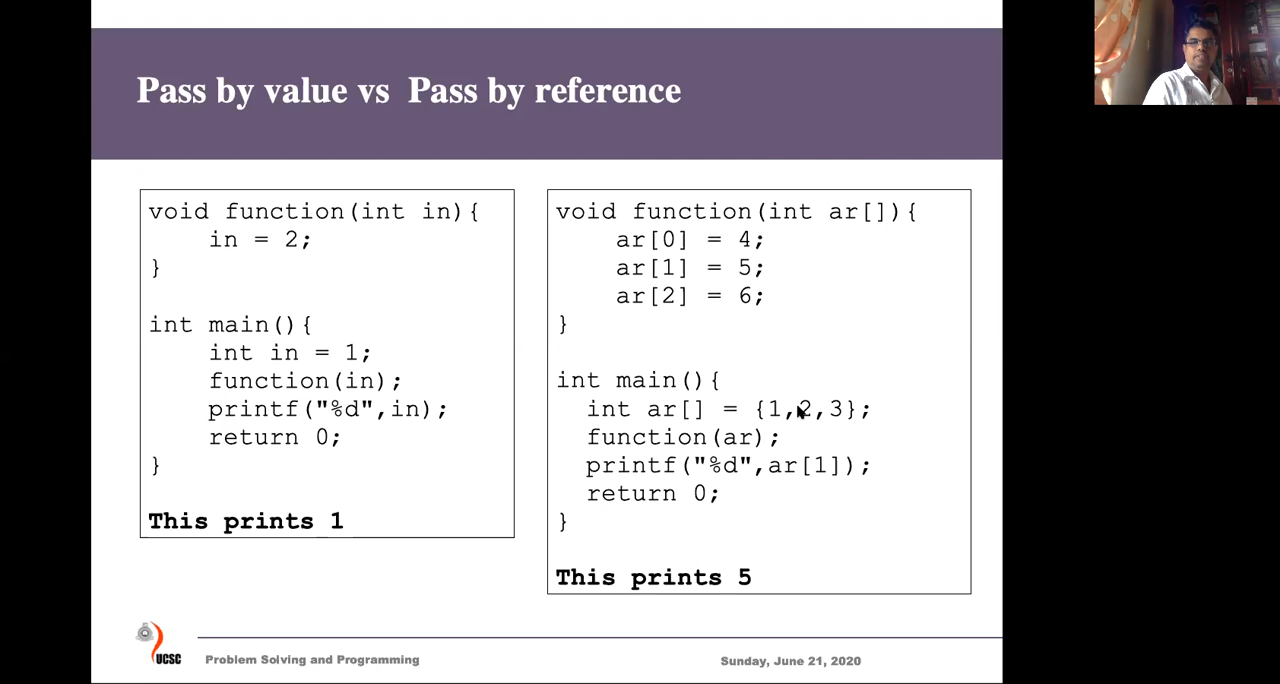 Pass by value vs Pass by reference
void function(int in){
in = 2;
}
int main(){
int in = 1;
function(in);
printf("%d",in);
return 0;
}
This prints 1
void function(int ar[]){
ar[0] = 4;
ar[1] = 5;
ar[2] = 6;
}
int main(){
int ar[] = {1,2,3};
function(ar);
printf("%d",ar[1]);
return 0;
}
This prints 5
UCSC
Problem Solving and Programming
Sunday, June 21, 2020